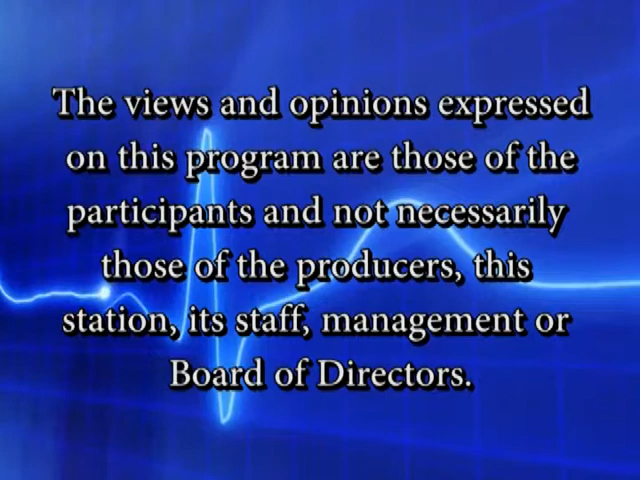 The views and opinions expressed
on this program are those of the
participants and not necessarily
those of the producers, this
station, its staff, management or
Board of Directors.